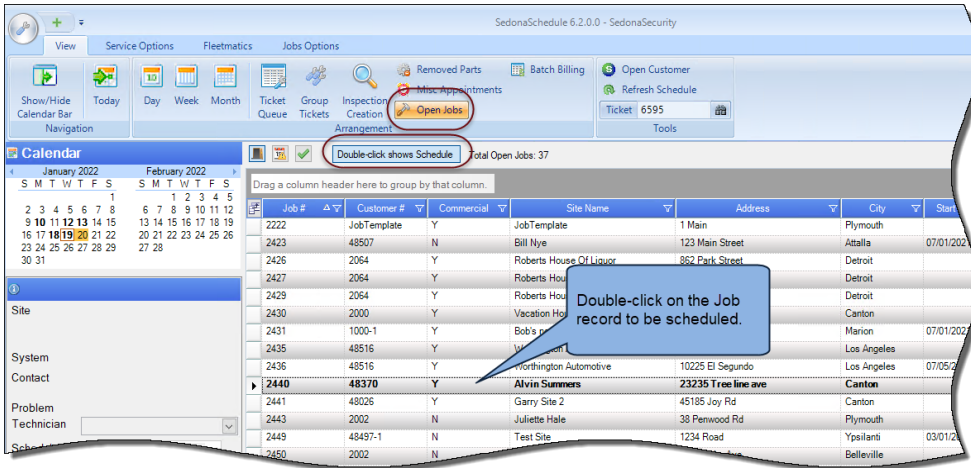 SedonaSchedule 6.2.0.0 - SedonaSecurity
View Service Options Fleetmatics Jobs Options
Show/Hide Calendar Bar
Today
Navigation
10
Day
Week
Month
Ticket Queue
Group Tickets
Inspection Creation
Removed Parts
Misc Appointments
Open Jobs
Batch Billing
Arrangement
S Open Customer
Refresh Schedule
Ticket 6595
Tools
Calendar
January 2022 February 2022
S M T W T F S S M T W T F S
1 1 2 3 4 5
2 3 4 5 6 7 8 6 7 8 9 10 11 12
9 10 11 12 13 14 15 13 14 15 16 17 18 19
16 17 18 19 20 21 22 20 21 22 23 24 25 26
23 24 25 26 27 28 29 27 28
30 31
Site
System
Contact
Problem
Technician
Double-click shows Schedule Total Open Jobs: 37
Drag a column header here to group by that column.
Job # Customer # Commercial Site Name Address City Start
2222 JobTemplate Y JobTemplate 1 Main Plymouth
2423 48507 N Bill Nye 123 Main Street Attalla 07/01/202
2426 2064 Y Roberts House Of Liquor 862 Park Street Detroit
2427 2064 Y Roberts Hou Detroit
2429 2064 Y Roberts Hou Detroit
2430 2000 Y Vacation Hou Canton
2431 1000-1 Y Bob's Marion 07/01/202
2435 48516 Y Los Angeles
2436 48516 Y Worthington Automotive 10225 El Segundo Los Angeles 07/05/2
2440 48370 Y Alvin Summers 23235 Tree line ave Canton
2441 48026 Y Garry Site 2 45185 Joy Rd Canton
2443 2002 N Juliette Hale 38 Penwood Rd Plymouth
2449 48497-1 N Test Site 1234 Road Ypsilanti 03/01/20
2450 2002 N Belleville
Double-click on the Job
record to be scheduled.